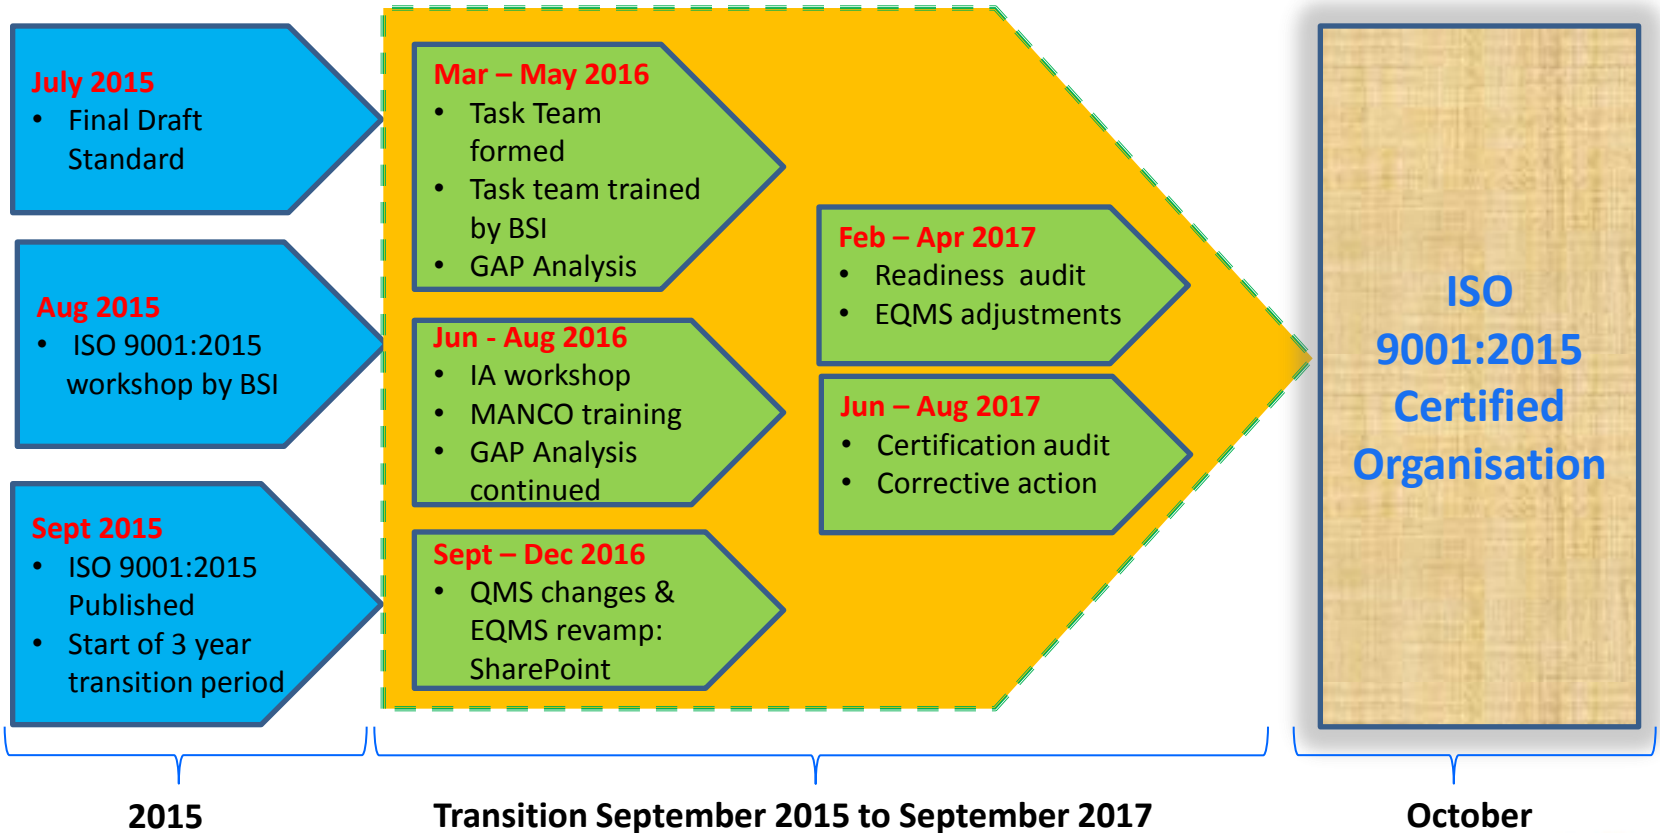 July 2015
• Final Draft
Standard
Aug 2015
• ISO 9001:2015
workshop by BSI
Sept 2015
• ISO 9001:2015
Published
• Start of 3 year
transition period
Mar – May 2016
• Task Team
formed
• Task team trained
by BSI
• GAP Analysis
Jun - Aug 2016
• IA workshop
• MANCO training
• GAP Analysis
continued
Sept – Dec 2016
• QMS changes &
EQMS revamp:
SharePoint
Feb – Apr 2017
• Readiness audit
• EQMS adjustments
Jun – Aug 2017
• Certification audit
• Corrective action
ISO
9001:2015
Certified
Organisation
2015
Transition September 2015 to September 2017
October